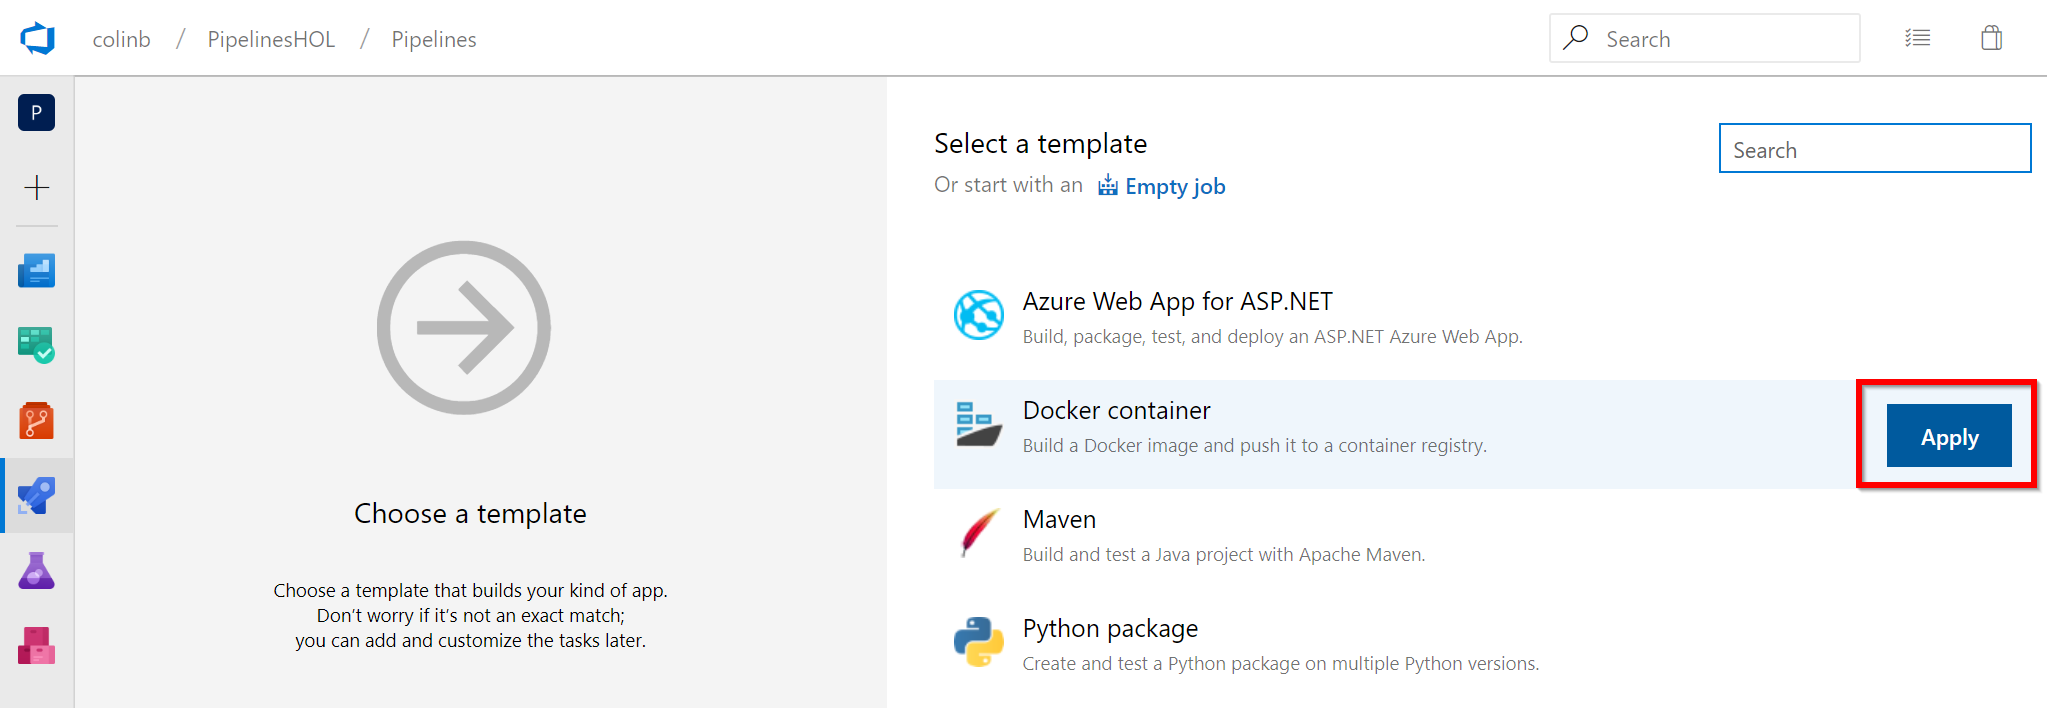 colinb / PipelinesHOL / Pipelines
Search
P
Choose a template
Choose a template that builds your kind of app.
Don't worry if it's not an exact match;
you can add and customize the tasks later.
Select a template
Or start with an Empty job
Search
Azure Web App for ASP.NET
Build, package, test, and deploy an ASP.NET Azure Web App.
Docker container
Build a Docker image and push it to a container registry.
Apply
Maven
Build and test a Java project with Apache Maven.
Python package
Create and test a Python package on multiple Python versions.